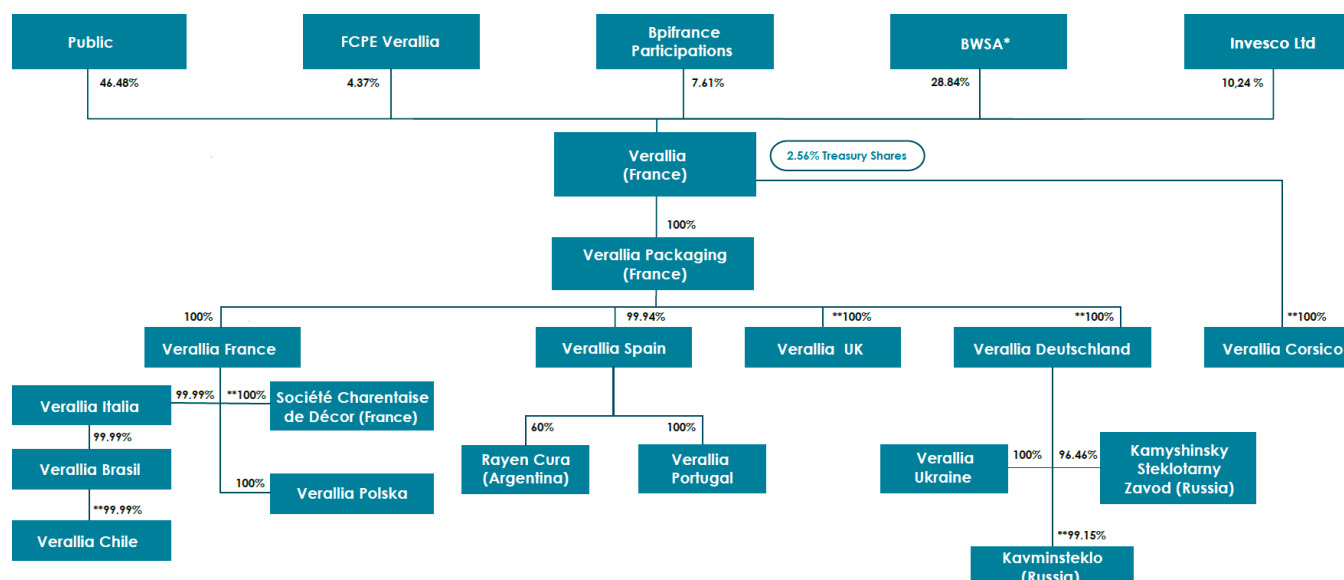 Public
FCPE Verallia
Bpifrance
Participations
BWSA*
Invesco Ltd
46.48%
4.37%
7.61%
28.84%
10,24 %
Verallia
(France)
2.56% Treasury Shares
100%
Verallia Packaging
(France)
100%
99.94%
**100%
**100%
**100%
Verallia France
Verallia Spain
Verallia UK
Verallia Deutschland
Verallia Corsico
99.99%
**100%
Verallia Italia
Société Charentaise
de Décor (France)
99.99%
60%
100%
Verallia Brasil
100%
Verallia Polska
Rayen Cura
(Argentina)
Verallia
Portugal
Verallia
Ukraine
100%
96.46%
Kamyshinsky
Steklotarny
Zavod (Russia)
**99.99%
Verallia Chile
**99.15%
Kavminsteklo
(Russia)